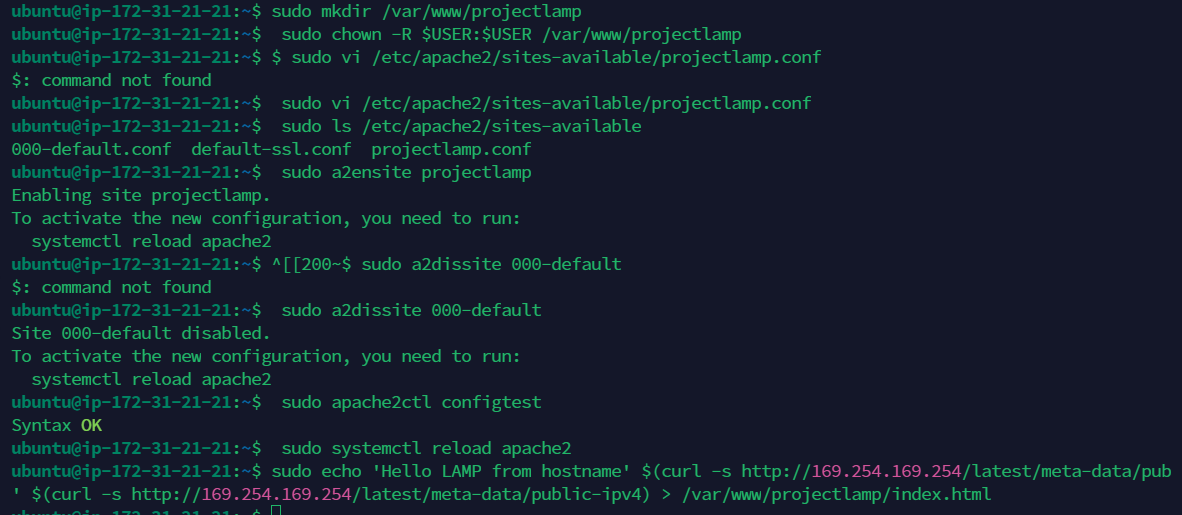 ubuntu@ip-172-31-21-21:~$ sudo mkdir /var/www/projectlamp
ubuntu@ip-172-31-21-21:~$  sudo chown -R $USER:$USER /var/www/projectlamp
ubuntu@ip-172-31-21-21:~$ $ sudo vi /etc/apache2/sites-available/projectlamp.conf
$: command not found
ubuntu@ip-172-31-21-21:~$  sudo vi /etc/apache2/sites-available/projectlamp.conf
ubuntu@ip-172-31-21-21:~$  sudo ls /etc/apache2/sites-available
000-default.conf  default-ssl.conf  projectlamp.conf
ubuntu@ip-172-31-21-21:~$  sudo a2ensite projectlamp
Enabling site projectlamp.
To activate the new configuration, you need to run:
  systemctl reload apache2
ubuntu@ip-172-31-21-21:~$ ^[[200~$ sudo a2dissite 000-default
$: command not found
ubuntu@ip-172-31-21-21:~$  sudo a2dissite 000-default
Site 000-default disabled.
To activate the new configuration, you need to run:
  systemctl reload apache2
ubuntu@ip-172-31-21-21:~$  sudo apache2ctl configtest
Syntax OK
ubuntu@ip-172-31-21-21:~$  sudo systemctl reload apache2
ubuntu@ip-172-31-21-21:~$ sudo echo 'Hello LAMP from hostname' $(curl -s http://169.254.169.254/latest/meta-data/pub
' $(curl -s http://169.254.169.254/latest/meta-data/public-ipv4) > /var/www/projectlamp/index.html
ubuntu@ip-172-31-21-21:~$